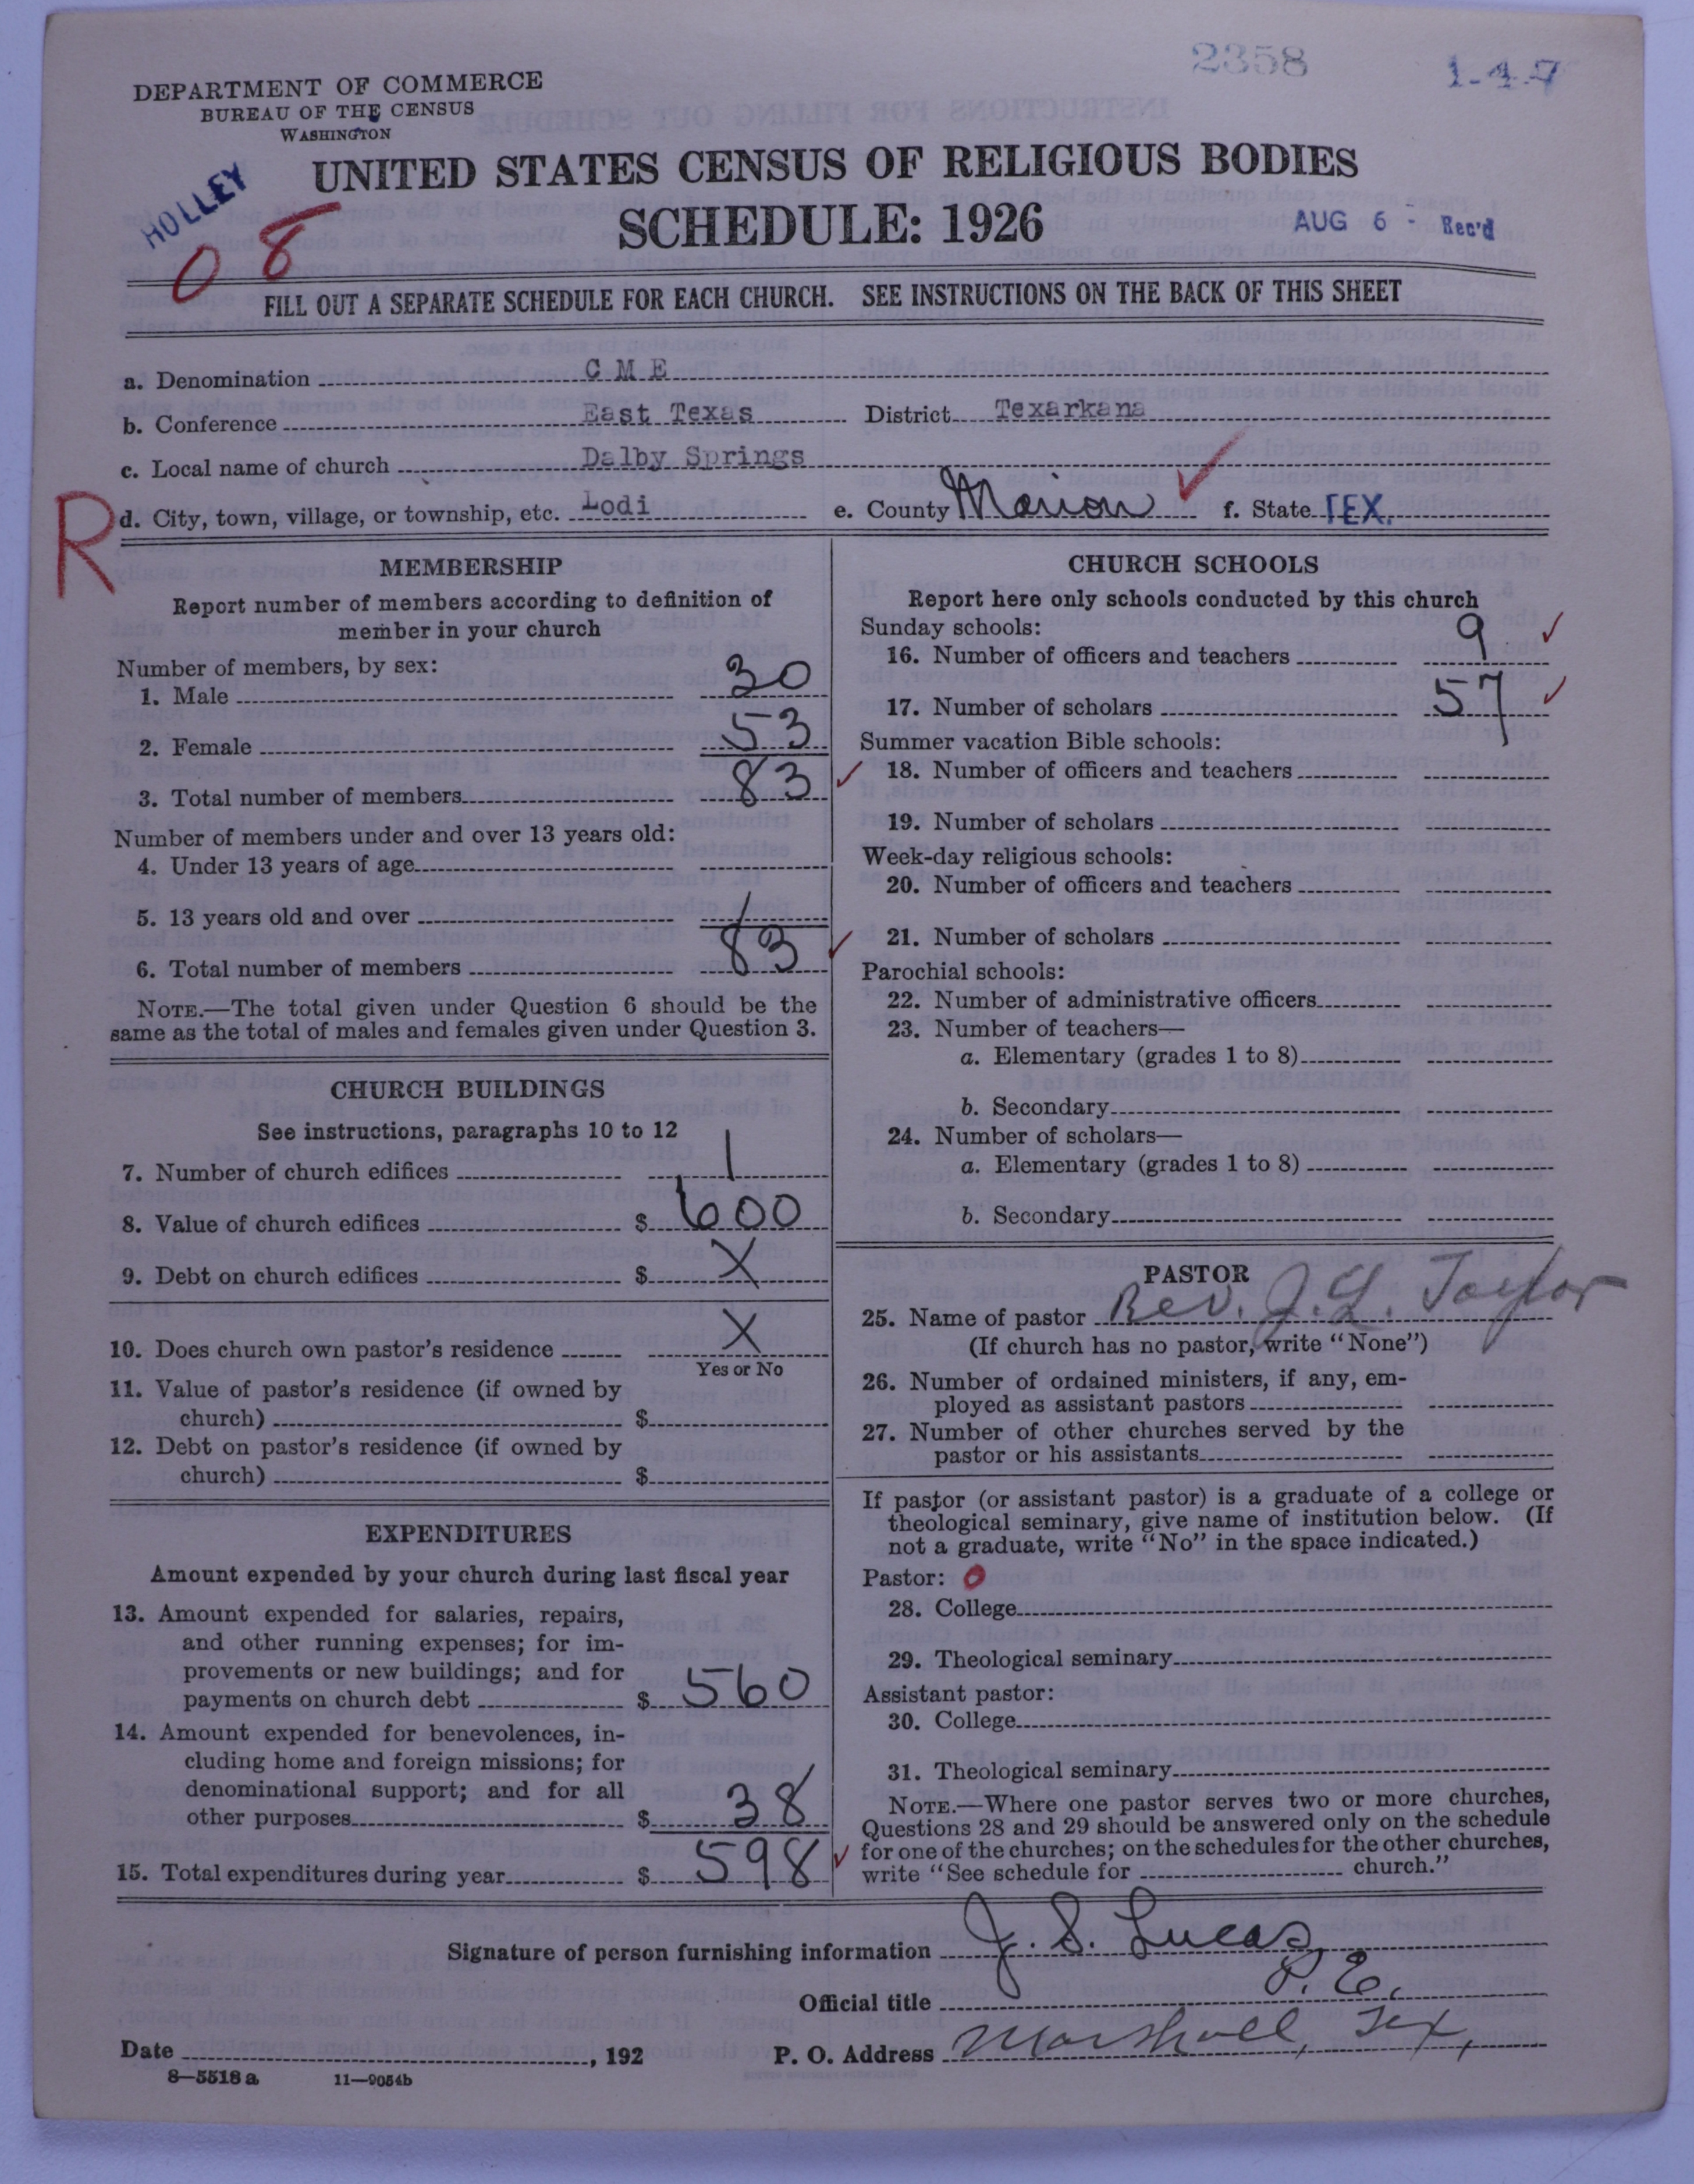 2358
1-4-7
DEPARTMENT OF COMMERCE
BUREAU OF THE CENSUS
WASHINGTON
HOLLEY
08
UNITED STATES CENSUS OF RELIGIOUS BODIES
SCHEDULE: 1926
AUG 6 - Rec'd
FILL OUT A SEPARATE SCHEDULE FOR EACH CHURCH. SEE INSTRUCTIONS ON THE BACK OF THIS SHEET
a. Denomination C M E
b. Conference East Texas District Texarkana
c. Local name of church Dalby Springs
R
d. City, town, village, or township, etc. Lodi e. County Marion ✓ f. State TEX.
MEMBERSHIP
Report number of members according to definition of
member in your church
Number of members, by sex:
1. Male 30
2. Female 53
3. Total number of members 83 ✓
Number of members under and over 13 years old:
4. Under 13 years of age
5. 13 years old and over /
6. Total number of members 83 ✓
NOTE.—The total given under Question 6 should be the
same as the total of males and females given under Question 3.
CHURCH BUILDINGS
See instructions, paragraphs 10 to 12
7. Number of church edifices 1
8. Value of church edifices $ 600
9. Debt on church edifices $ X
10. Does church own pastor's residence X
Yes or No
11. Value of pastor's residence (if owned by
church) $
12. Debt on pastor's residence (if owned by
church) $
EXPENDITURES
Amount expended by your church during last fiscal year
13. Amount expended for salaries, repairs,
and other running expenses; for im-
provements or new buildings; and for
payments on church debt $ 560
14. Amount expended for benevolences, in-
cluding home and foreign missions; for
denominational support; and for all
other purposes $ 38
15. Total expenditures during year $ 598 ✓
CHURCH SCHOOLS
Report here only schools conducted by this church
Sunday schools:
16. Number of officers and teachers 9 ✓
17. Number of scholars 57 ✓
Summer vacation Bible schools:
18. Number of officers and teachers
19. Number of scholars
Week-day religious schools:
20. Number of officers and teachers
21. Number of scholars
Parochial schools:
22. Number of administrative officers
23. Number of teachers—
a. Elementary (grades 1 to 8)
b. Secondary
24. Number of scholars—
a. Elementary (grades 1 to 8)
b. Secondary
PASTOR
25. Name of pastor Rev. J. L. Taylor
(If church has no pastor, write "None")
26. Number of ordained ministers, if any, em-
ployed as assistant pastors
27. Number of other churches served by the
pastor or his assistants
If pastor (or assistant pastor) is a graduate of a college or
theological seminary, give name of institution below. (If
not a graduate, write "No" in the space indicated.)
Pastor: 0
28. College
29. Theological seminary
Assistant pastor:
30. College
31. Theological seminary
NOTE.—Where one pastor serves two or more churches,
Questions 28 and 29 should be answered only on the schedule
for one of the churches; on the schedules for the other churches,
write "See schedule for church."
Signature of person furnishing information J. S. Lucas,
Official title P. E.
Date , 192 P. O. Address Marshall, Tex,
8—5518 a 11—9054b